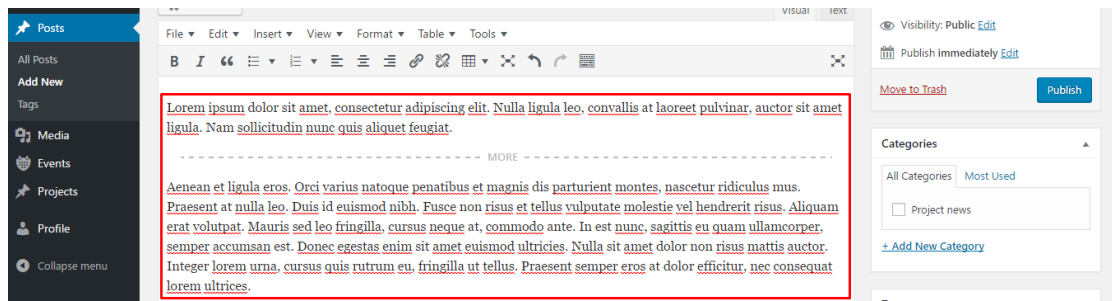 Visual Text
Posts
All Posts
Add New
Tags
Media
Events
Projects
Profile
Collapse menu
File Edit Insert View Format Table Tools
Lorem ipsum dolor sit amet, consectetur adipiscing elit. Nulla ligula leo, convallis at laoreet pulvinar, auctor sit amet
ligula. Nam sollicitudin nunc quis aliquet feugiat.
MORE
Aenean et ligula eros. Orci varius natoque penatibus et magnis dis parturient montes, nascetur ridiculus mus.
Praesent at nulla leo. Duis id euismod nibh. Fusce non risus et tellus vulputate molestie vel hendrerit risus. Aliquam
erat volutpat. Mauris sed leo fringilla, cursus neque at, commodo ante. In est nunc, sagittis eu quam ullamcorper,
semper accumsan est. Donec egestas enim sit amet euismod ultricies. Nulla sit amet dolor non risus mattis auctor.
Integer lorem urna, cursus quis rutrum eu, fringilla ut tellus. Praesent semper eros at dolor efficitur, nec consequat
lorem ultrices.
Visibility: Public Edit
Publish immediately Edit
Move to Trash
Publish
Categories
All Categories Most Used
Project news
+ Add New Category